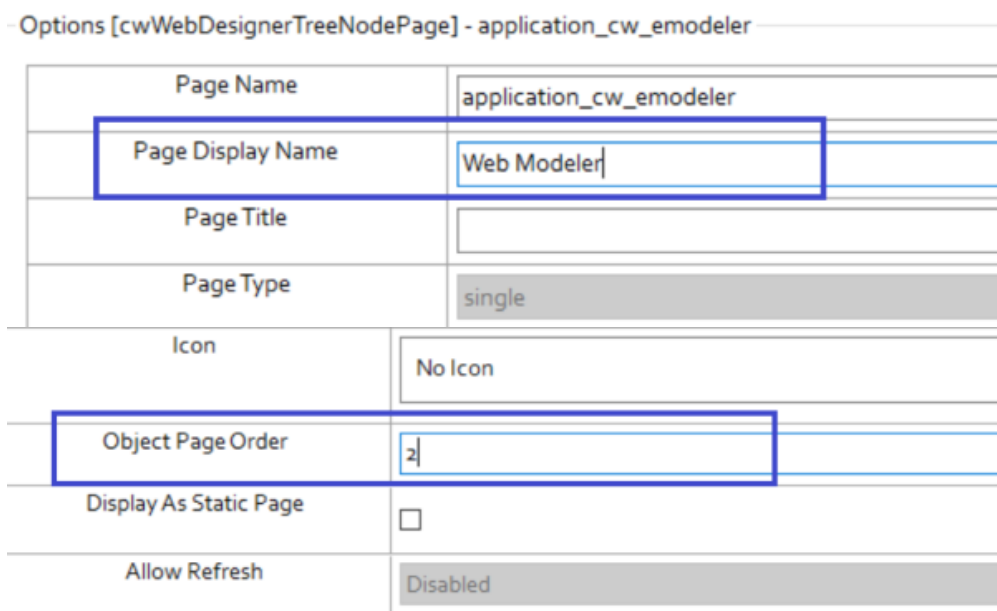 Options [cwWebDesignerTreeNodePage] - application_cw_emodeler
Page Name application_cw_emodeler
Page Display Name Web Modeler
Page Title
Page Type single
Icon No Icon
Object Page Order 2
Display As Static Page
Allow Refresh Disabled